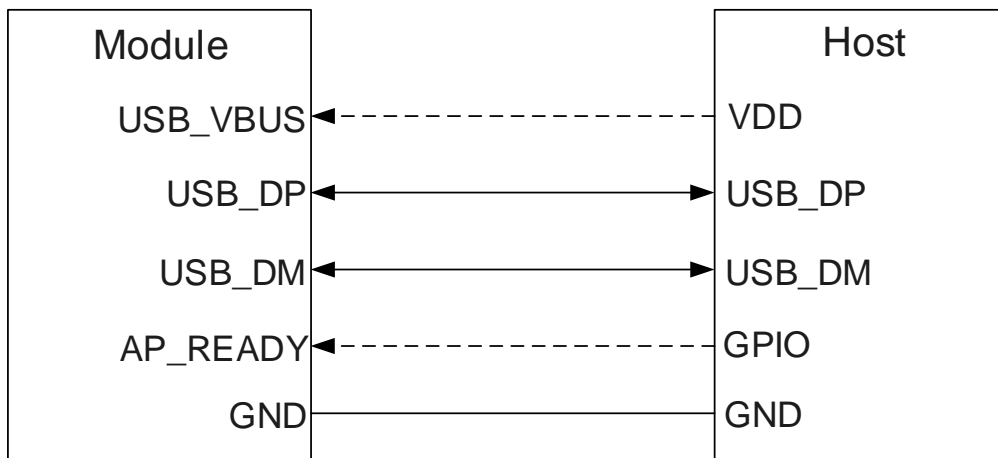 Module
Host
USB_VBUS
VDD
USB_DP
USB_DP
USB_DM
USB_DM
AP_READY
GPIO
GND
GND